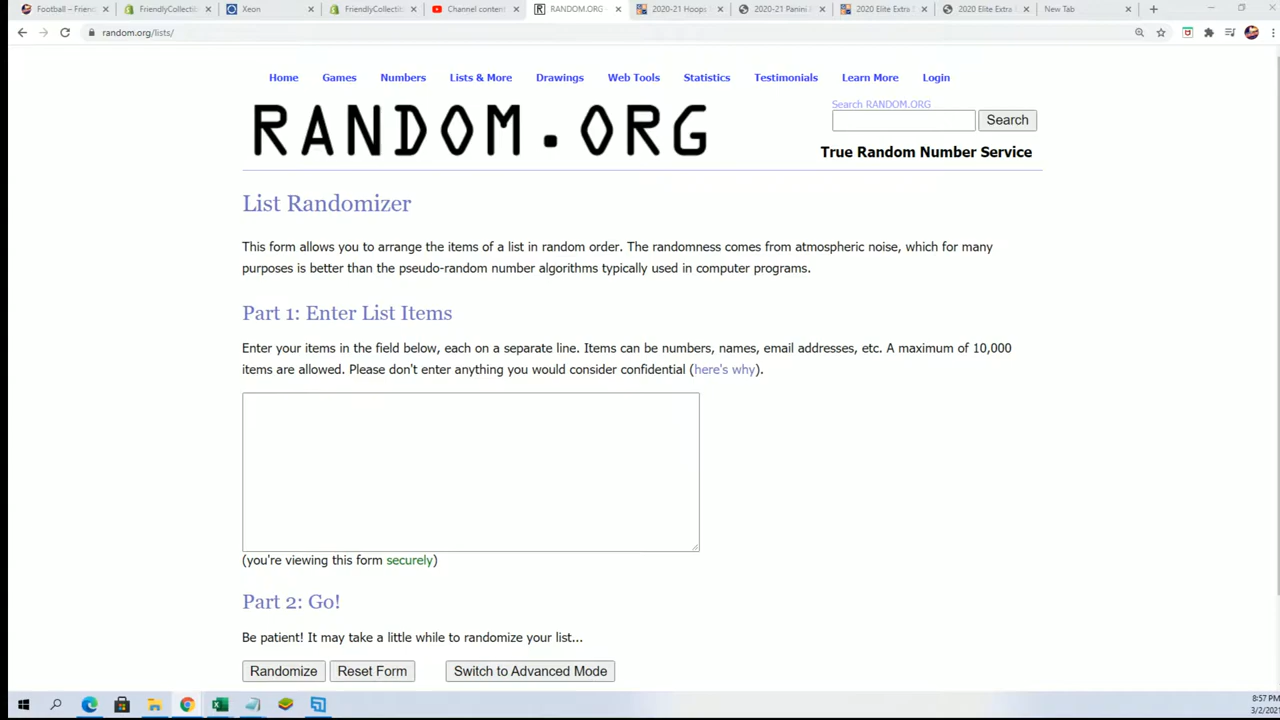 Football – Friend
FriendlyCollectib
Xeon
FriendlyCollectib
Channel content
RANDOM.ORG
2020-21 Hoops
2020-21 Panini A
2020 Elite Extra E
2020 Elite Extra
New Tab
random.org/lists/
Home Games Numbers Lists & More Drawings Web Tools Statistics Testimonials Learn More Login
RANDOM.ORG
Search RANDOM.ORG
Search
True Random Number Service
List Randomizer
This form allows you to arrange the items of a list in random order. The randomness comes from atmospheric noise, which for many
purposes is better than the pseudo-random number algorithms typically used in computer programs.
Part 1: Enter List Items
Enter your items in the field below, each on a separate line. Items can be numbers, names, email addresses, etc. A maximum of 10,000
items are allowed. Please don't enter anything you would consider confidential (here's why).
(you're viewing this form securely)
Part 2: Go!
Be patient! It may take a little while to randomize your list...
Randomize Reset Form Switch to Advanced Mode
8:57 PM
3/2/2021